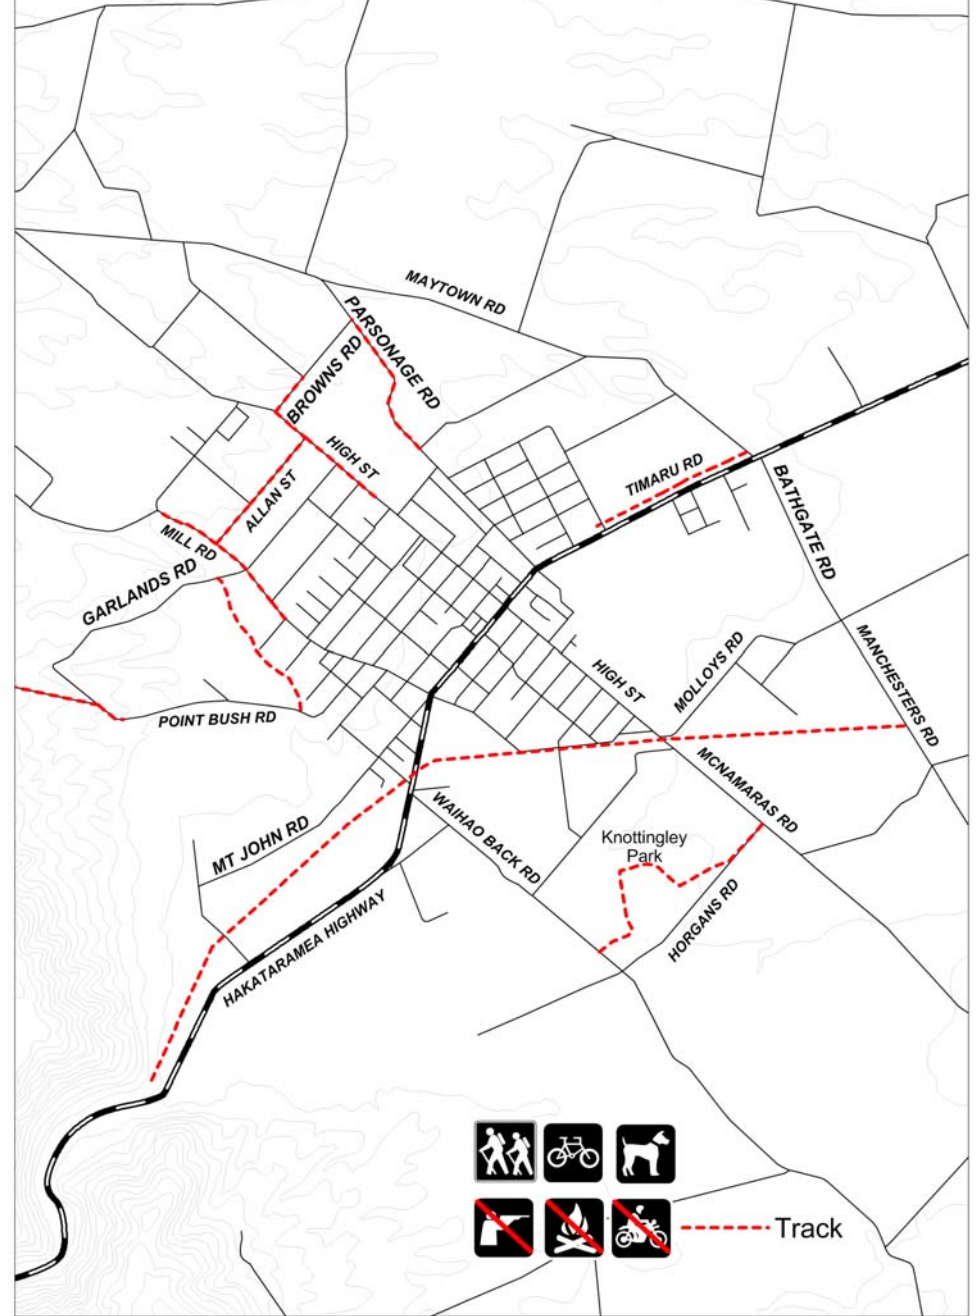 MAYTOWN RD
PARSONAGE RD
BROWNS RD
HIGH ST
TIMARU RD
ALLAN ST
BATHGATE RD
MILL RD
GARLANDS RD
MANCHESTERS RD
MOLLOYS RD
HIGH ST
POINT BUSH RD
MCNAMARAS RD
WAIHAO BACK RD
MT JOHN RD
Knottingley
Park
HORGANS RD
HAKATARAMEA HIGHWAY
Track